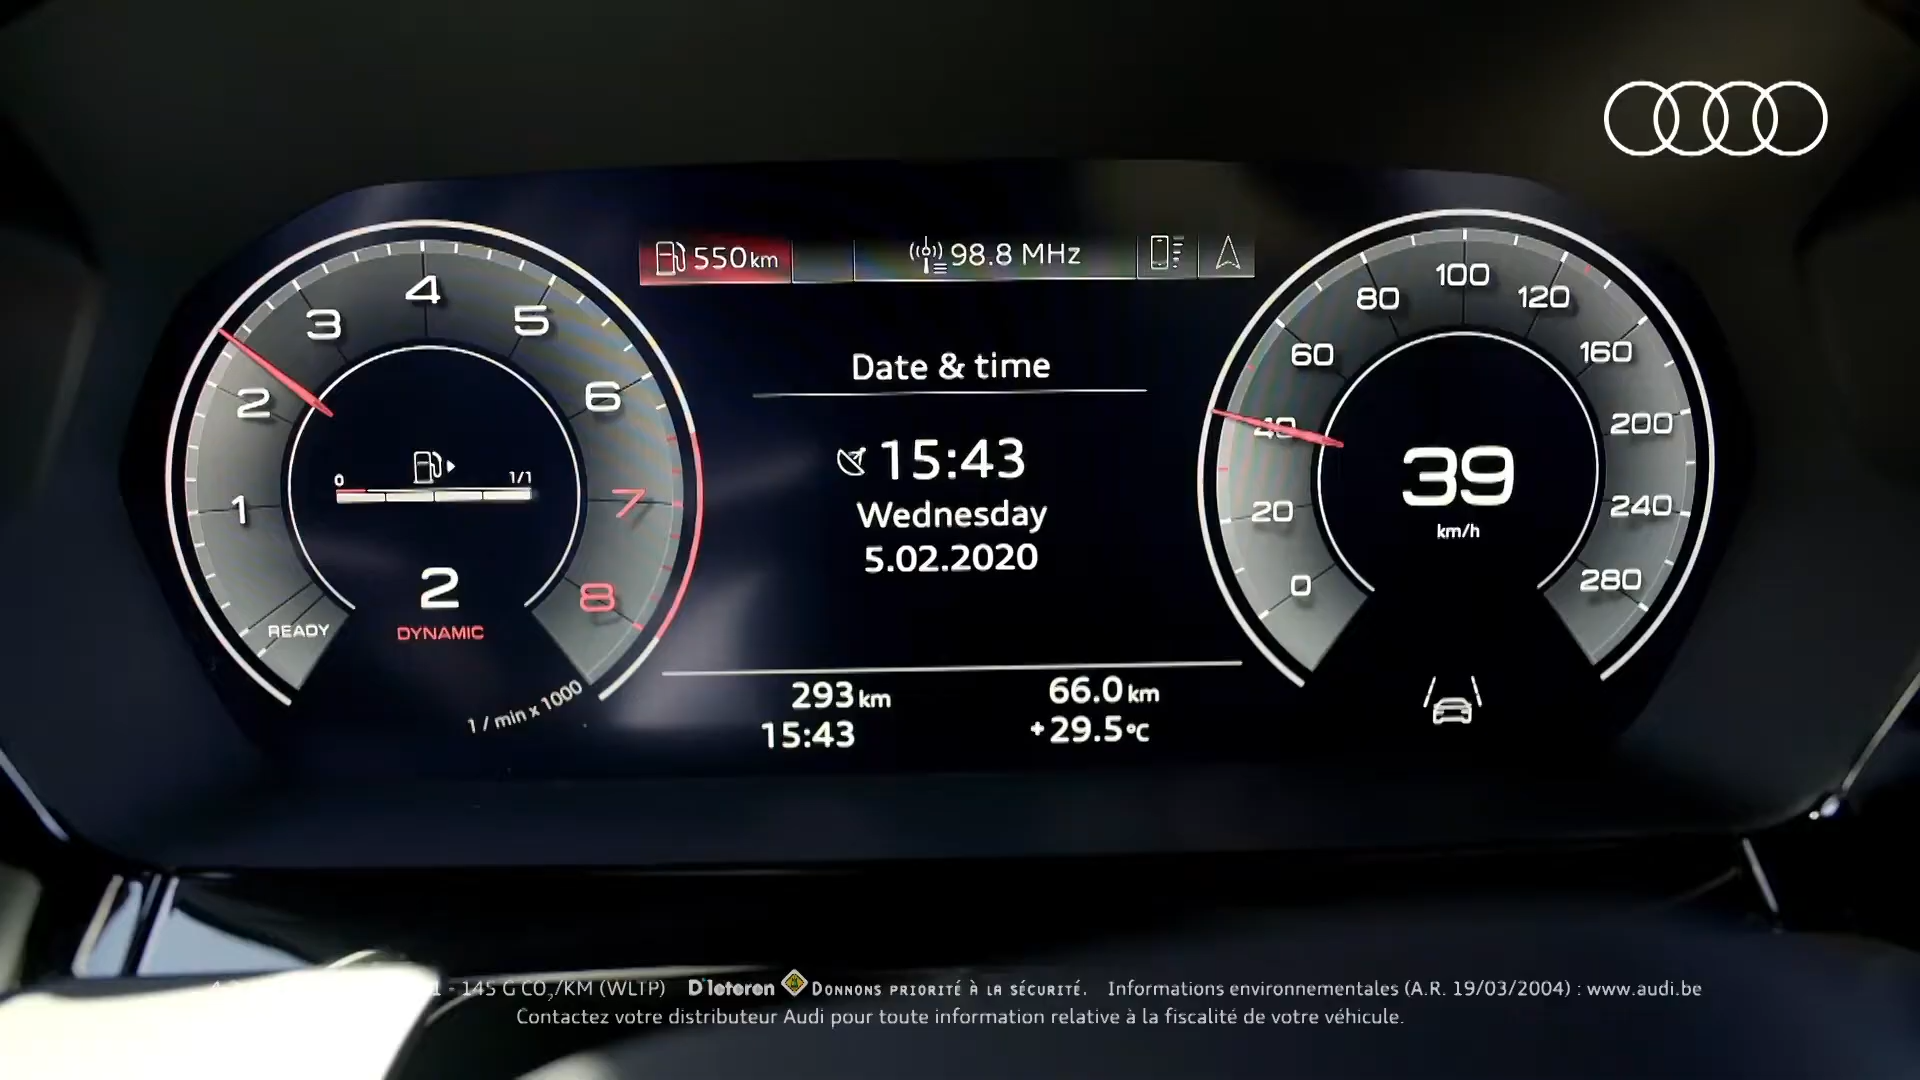 550 km
98.8 MHz
Date & time
15:43
Wednesday
5.02.2020
293 km
66.0 km
15:43
+29.5 °C
1
2
3
4
5
6
7
8
READY
0
1/1
2
DYNAMIC
1 / min x 1000
0
20
40
60
80
100
120
160
200
240
280
39
km/h
- 145 G CO₂/KM (WLTP) D'Ieteren DONNONS PRIORITÉ À LA SÉCURITÉ. Informations environnementales (A.R. 19/03/2004) : www.audi.be
Contactez votre distributeur Audi pour toute information relative à la fiscalité de votre véhicule.